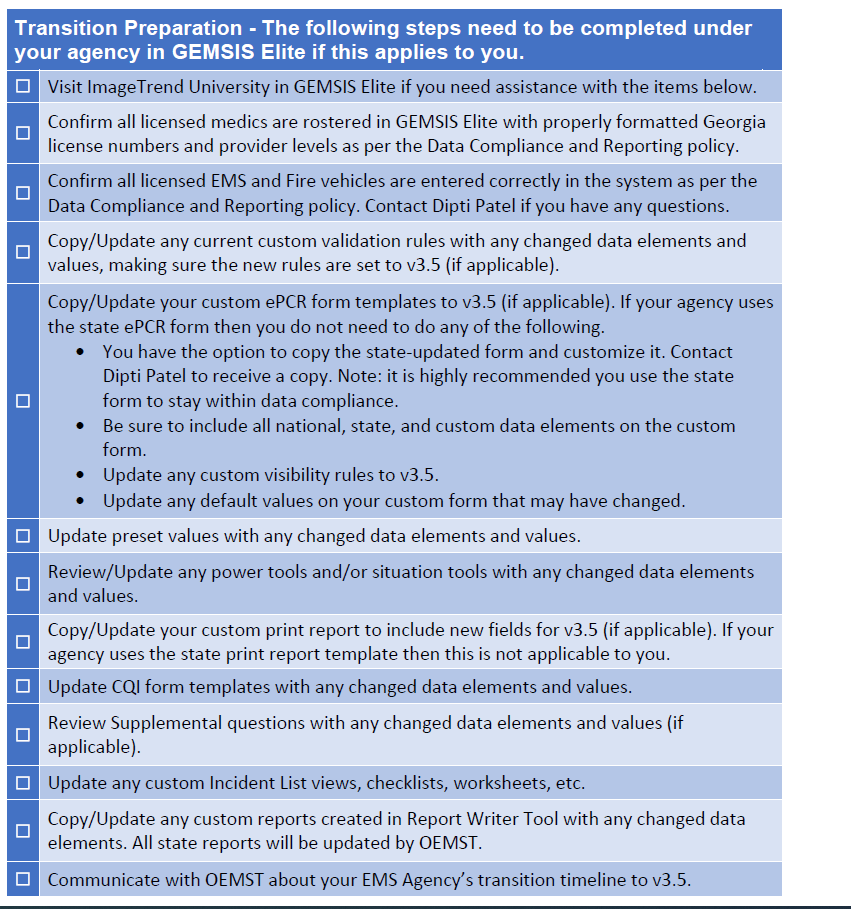 Transition Preparation - The following steps need to be completed under
your agency in GEMSIS Elite if this applies to you.
☐ Visit ImageTrend University in GEMSIS Elite if you need assistance with the items below.
☐ Confirm all licensed medics are rostered in GEMSIS Elite with properly formatted Georgia
license numbers and provider levels as per the Data Compliance and Reporting policy.
☐ Confirm all licensed EMS and Fire vehicles are entered correctly in the system as per the
Data Compliance and Reporting policy. Contact Dipti Patel if you have any questions.
☐ Copy/Update any current custom validation rules with any changed data elements and
values, making sure the new rules are set to v3.5 (if applicable).
☐ Copy/Update your custom ePCR form templates to v3.5 (if applicable). If your agency uses
the state ePCR form then you do not need to do any of the following.
• You have the option to copy the state-updated form and customize it. Contact
Dipti Patel to receive a copy. Note: it is highly recommended you use the state
form to stay within data compliance.
• Be sure to include all national, state, and custom data elements on the custom
form.
• Update any custom visibility rules to v3.5.
• Update any default values on your custom form that may have changed.
☐ Update preset values with any changed data elements and values.
☐ Review/Update any power tools and/or situation tools with any changed data elements
and values.
☐ Copy/Update your custom print report to include new fields for v3.5 (if applicable). If your
agency uses the state print report template then this is not applicable to you.
☐ Update CQI form templates with any changed data elements and values.
☐ Review Supplemental questions with any changed data elements and values (if
applicable).
☐ Update any custom Incident List views, checklists, worksheets, etc.
☐ Copy/Update any custom reports created in Report Writer Tool with any changed data
elements. All state reports will be updated by OEMST.
☐ Communicate with OEMST about your EMS Agency’s transition timeline to v3.5.